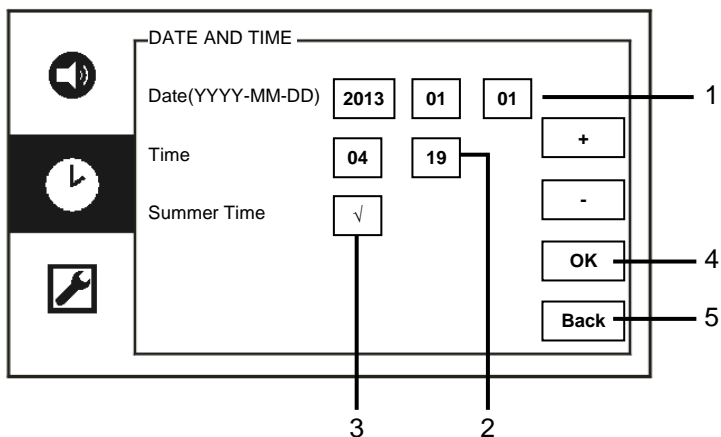 DATE AND TIME
Date(YYYY-MM-DD) 2013 01 01 1
+
Time 04 19
-
Summer Time √
OK 4
Back 5
3 2